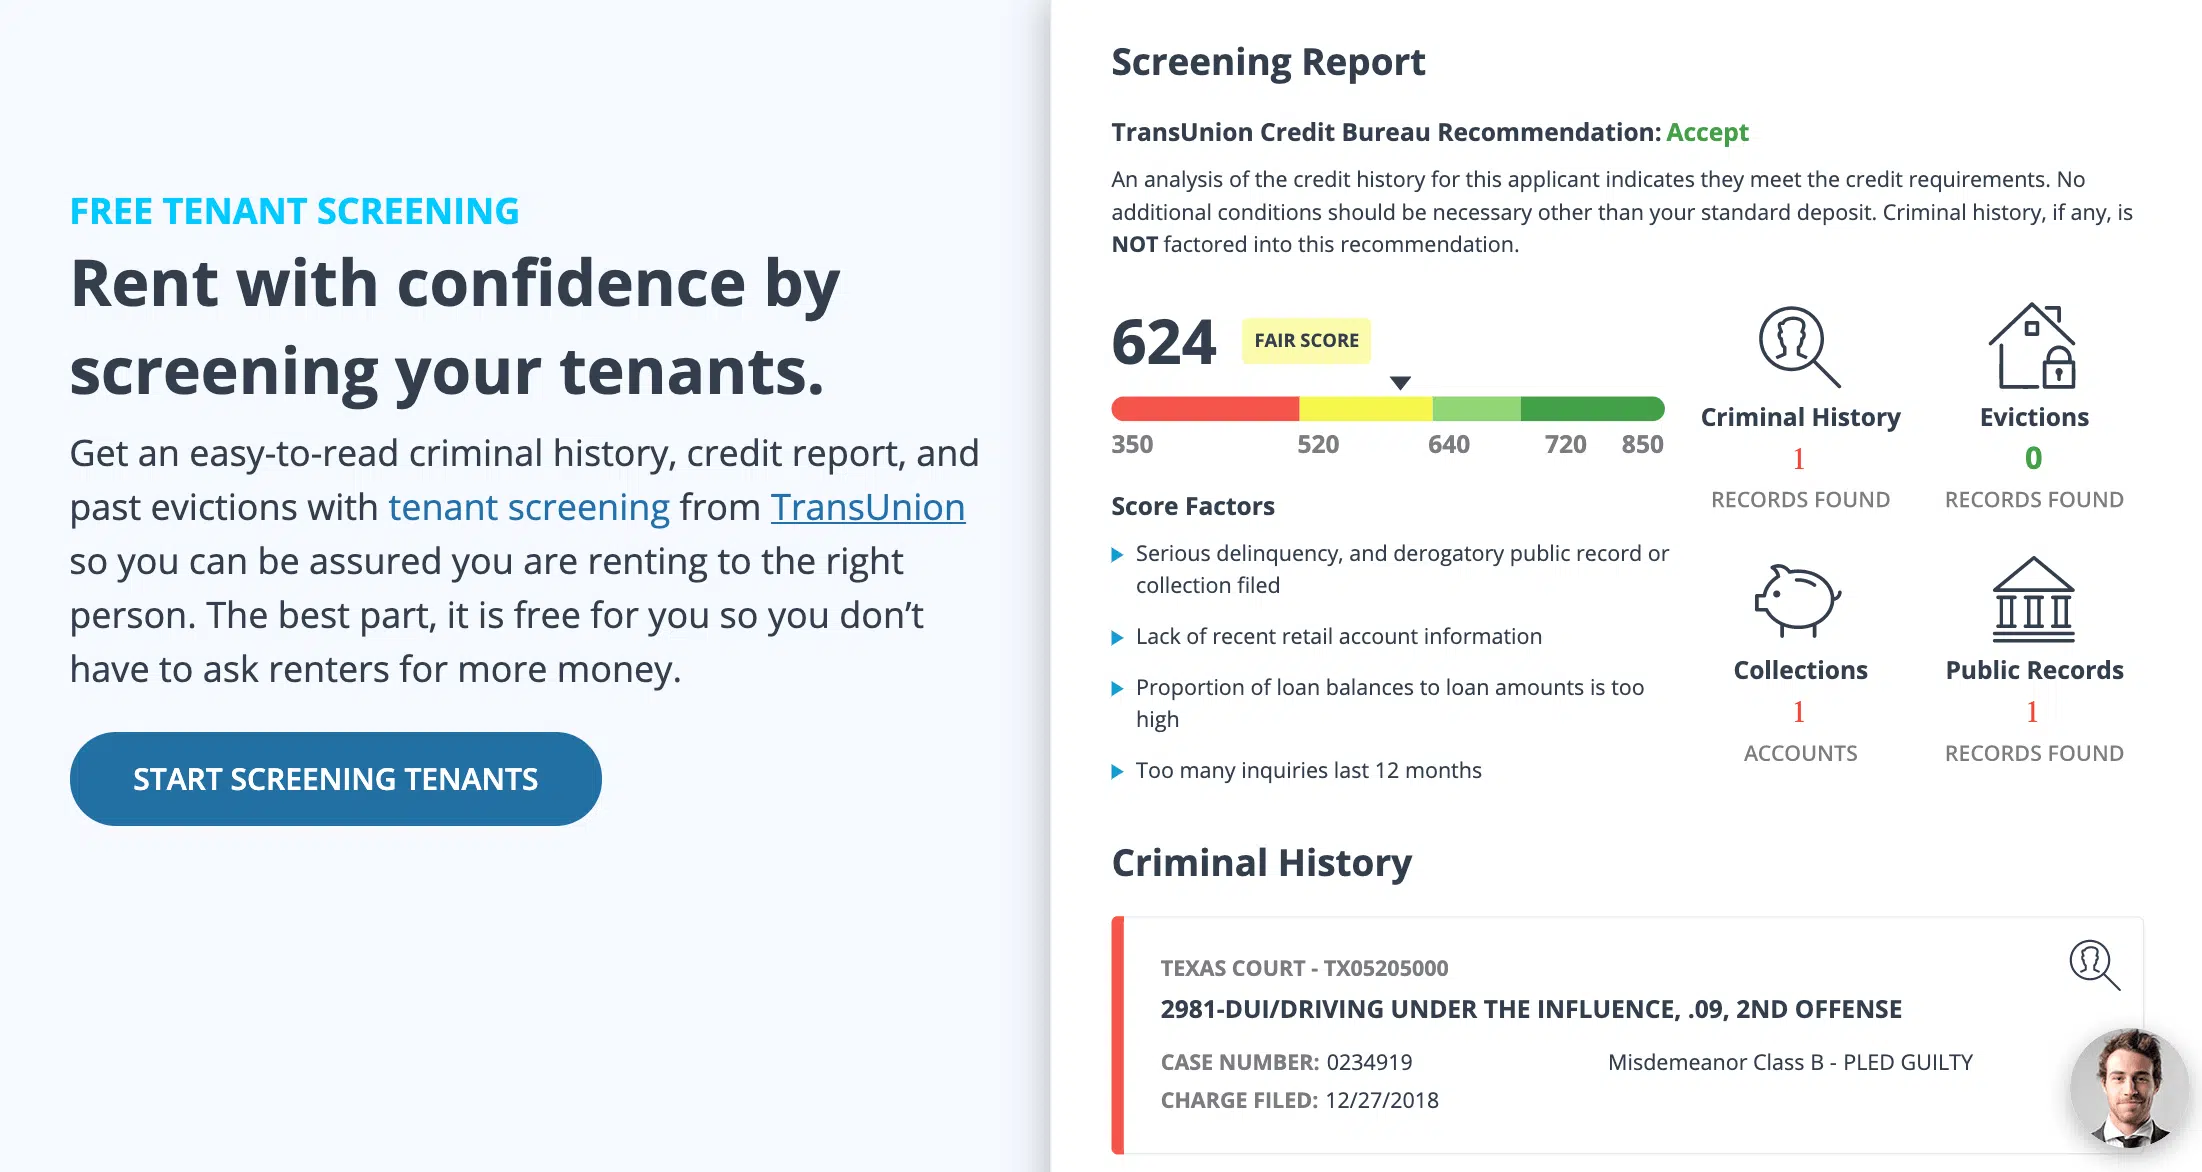 FREE TENANT SCREENING
Rent with confidence by
screening your tenants.
Get an easy-to-read criminal history, credit report, and
past evictions with tenant screening from TransUnion
so you can be assured you are renting to the right
person. The best part, it is free for you so you don’t
have to ask renters for more money.
START SCREENING TENANTS
Screening Report
TransUnion Credit Bureau Recommendation: Accept
An analysis of the credit history for this applicant indicates they meet the credit requirements. No
additional conditions should be necessary other than your standard deposit. Criminal history, if any, is
NOT factored into this recommendation.
624 FAIR SCORE
350 520 640 720 850
Score Factors
Serious delinquency, and derogatory public record or
collection filed
Lack of recent retail account information
Proportion of loan balances to loan amounts is too
high
Too many inquiries last 12 months
Criminal History
1
RECORDS FOUND
Evictions
0
RECORDS FOUND
Collections
1
ACCOUNTS
Public Records
1
RECORDS FOUND
Criminal History
TEXAS COURT - TX05205000
2981-DUI/DRIVING UNDER THE INFLUENCE, .09, 2ND OFFENSE
CASE NUMBER: 0234919
Misdemeanor Class B - PLED GUILTY
CHARGE FILED: 12/27/2018